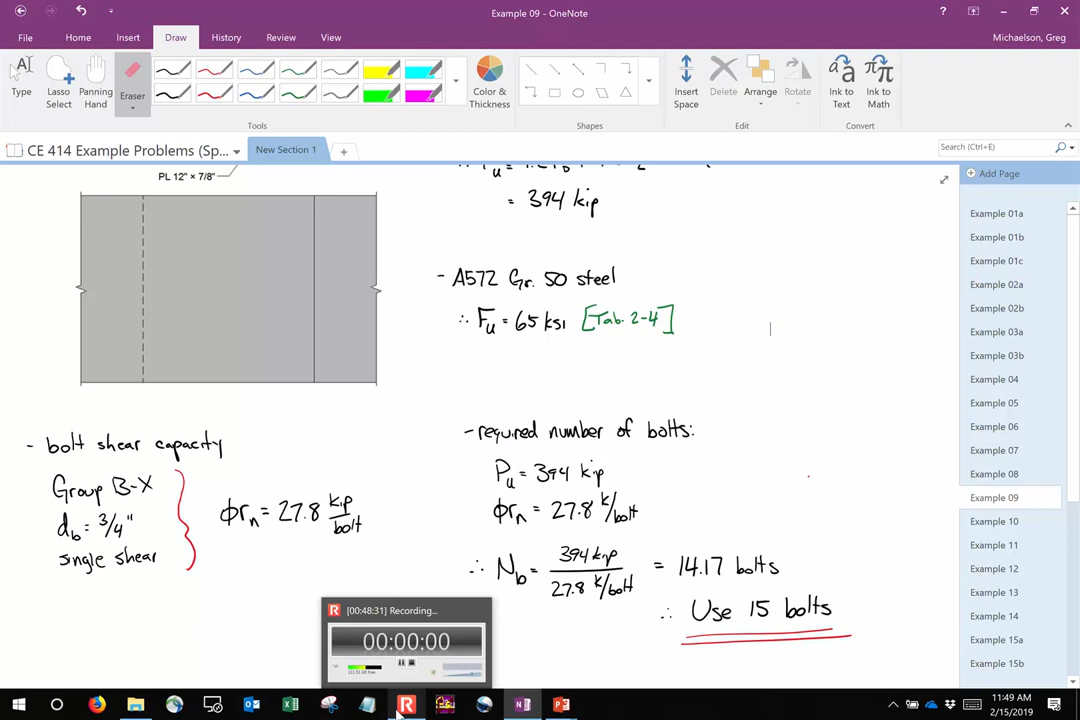 Example 09 - OneNote
Michaelson, Greg
File
Home
Insert
Draw
History
Review
View
Type
Lasso Select
Panning Hand
Eraser
Color & Thickness
Insert Space
Delete
Arrange
Rotate
Ink to Text
Ink to Math
Tools
Shapes
Edit
Convert
CE 414 Example Problems (Sp...
New Section 1
Search (Ctrl+E)
Add Page
Example 01a
Example 01b
Example 01c
Example 02a
Example 02b
Example 03a
Example 03b
Example 04
Example 05
Example 06
Example 07
Example 08
Example 09
Example 10
Example 11
Example 12
Example 13
Example 14
Example 15a
Example 15b
PL 12" × 7/8"
= 394 kip
- A572 Gr. 50 steel
∴ Fu = 65 ksi [Tab. 2-4]
- bolt shear capacity
Group B-X
db = 3/4"
sngle shear
ϕrn = 27.8 kip/bolt
- required number of bolts:
Pu = 394 kip
ϕrn = 27.8 k/bolt
∴ Nb = 394 kip / 27.8 k/bolt = 14.17 bolts
∴ Use 15 bolts
[00:48:31] Recording...
00:00:00
11:49 AM
2/15/2019